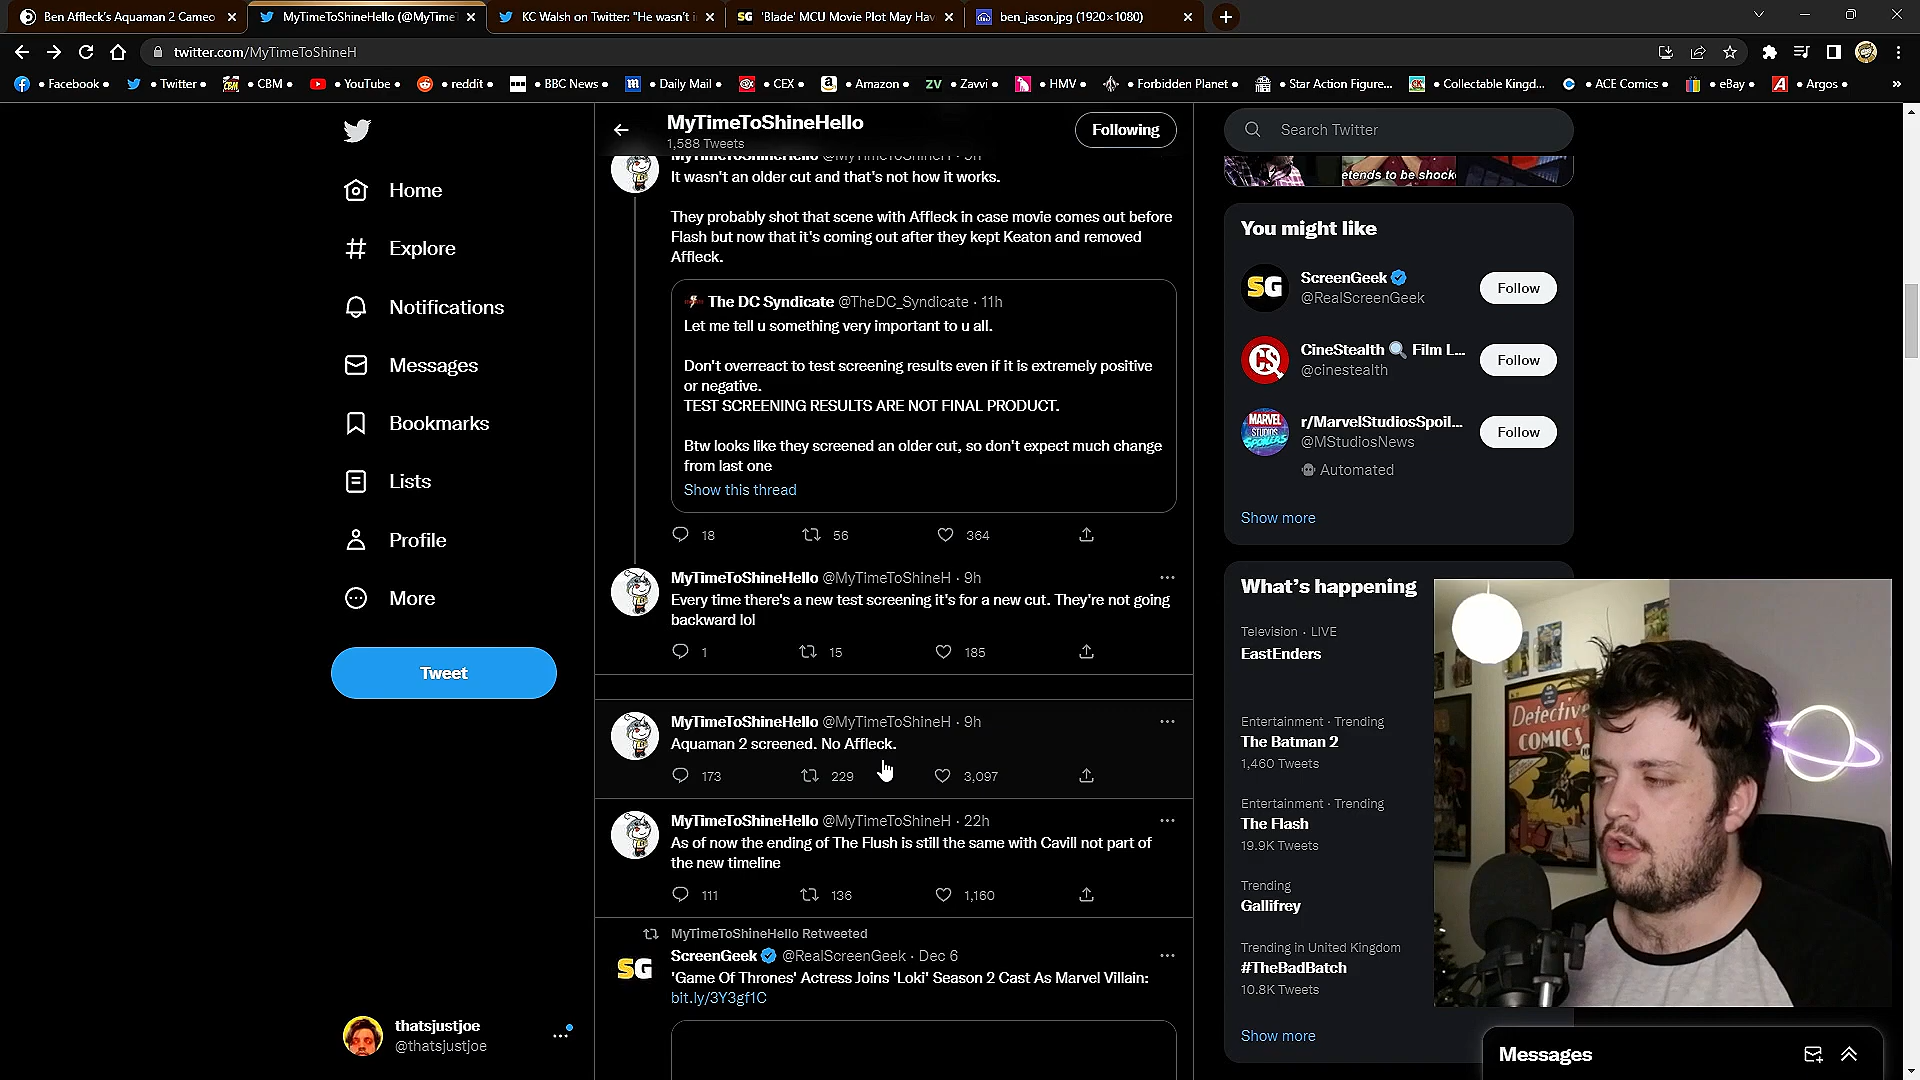 Ben Affleck's Aquaman 2 Cameo
MyTimeToShineHello (@MyTime
KC Walsh on Twitter: "He wasn't i
'Blade' MCU Movie Plot May Hav
ben_jason.jpg (1920×1080)
twitter.com/MyTimeToShineH
• Facebook •
• Twitter •
• CBM •
• YouTube •
• reddit •
• BBC News •
• Daily Mail •
• CEX •
• Amazon •
• Zavvi •
• HMV •
• Forbidden Planet •
• Star Action Figure...
• Collectable Kingd...
• ACE Comics •
• eBay •
• Argos •
Home
Explore
Notifications
Messages
Bookmarks
Lists
Profile
More
Tweet
thatsjustjoe
@thatsjustjoe
MyTimeToShineHello
1,588 Tweets
Following
MyTimeToShineHello @MyTimeToShineH · 9h
It wasn't an older cut and that's not how it works.
They probably shot that scene with Affleck in case movie comes out before
Flash but now that it's coming out after they kept Keaton and removed
Affleck.
The DC Syndicate @TheDC_Syndicate · 11h
Let me tell u something very important to u all.
Don't overreact to test screening results even if it is extremely positive
or negative.
TEST SCREENING RESULTS ARE NOT FINAL PRODUCT.
Btw looks like they screened an older cut, so don't expect much change
from last one
Show this thread
18 56 364
MyTimeToShineHello @MyTimeToShineH · 9h
Every time there's a new test screening it's for a new cut. They're not going
backward lol
1 15 185
MyTimeToShineHello @MyTimeToShineH · 9h
Aquaman 2 screened. No Affleck.
173 229 3,097
MyTimeToShineHello @MyTimeToShineH · 22h
As of now the ending of The Flush is still the same with Cavill not part of
the new timeline
111 136 1,160
MyTimeToShineHello Retweeted
SG
ScreenGeek @RealScreenGeek · Dec 6
'Game Of Thrones' Actress Joins 'Loki' Season 2 Cast As Marvel Villain:
bit.ly/3Y3gf1C
Search Twitter
etends to be shock
You might like
SG
ScreenGeek
@RealScreenGeek
Follow
CS
CineStealth Film L...
@cinestealth
Follow
MARVEL
STUDIOS
SPOILERS
r/MarvelStudiosSpoil...
@MStudiosNews
Automated
Follow
Show more
What's happening
Television · LIVE
EastEnders
Entertainment · Trending
The Batman 2
1,460 Tweets
Entertainment · Trending
The Flash
19.9K Tweets
Trending
Gallifrey
Trending in United Kingdom
#TheBadBatch
10.8K Tweets
Show more
Detective
COMICS
Messages